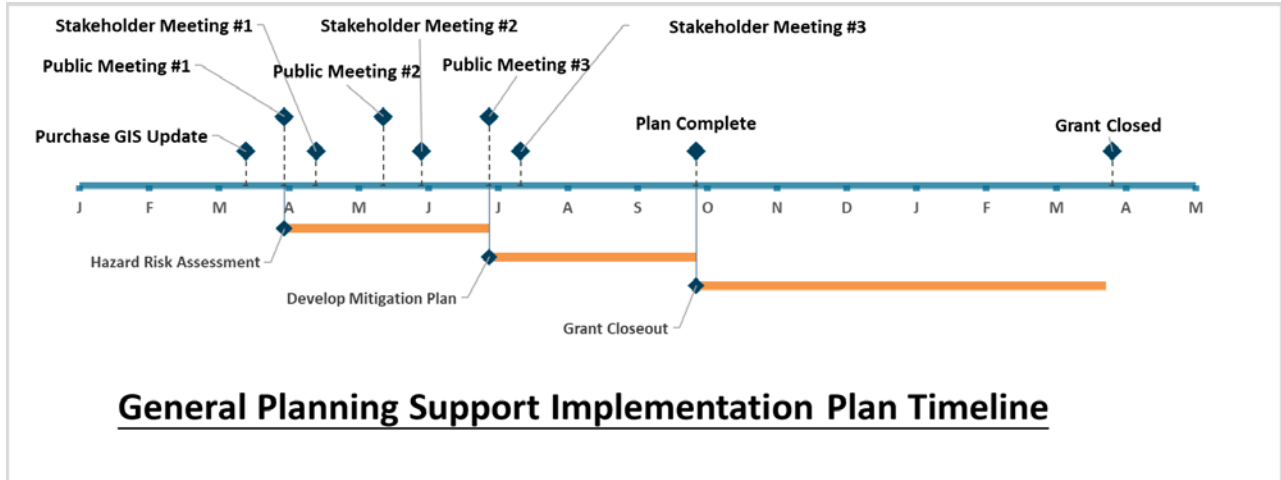 Stakeholder Meeting #1
Stakeholder Meeting #2
Stakeholder Meeting #3
Public Meeting #1
Public Meeting #2
Public Meeting #3
Purchase GIS Update
Plan Complete
Grant Closed
J F M A M J J A S O N D J F M A M
Hazard Risk Assessment
Develop Mitigation Plan
Grant Closeout
General Planning Support Implementation Plan Timeline